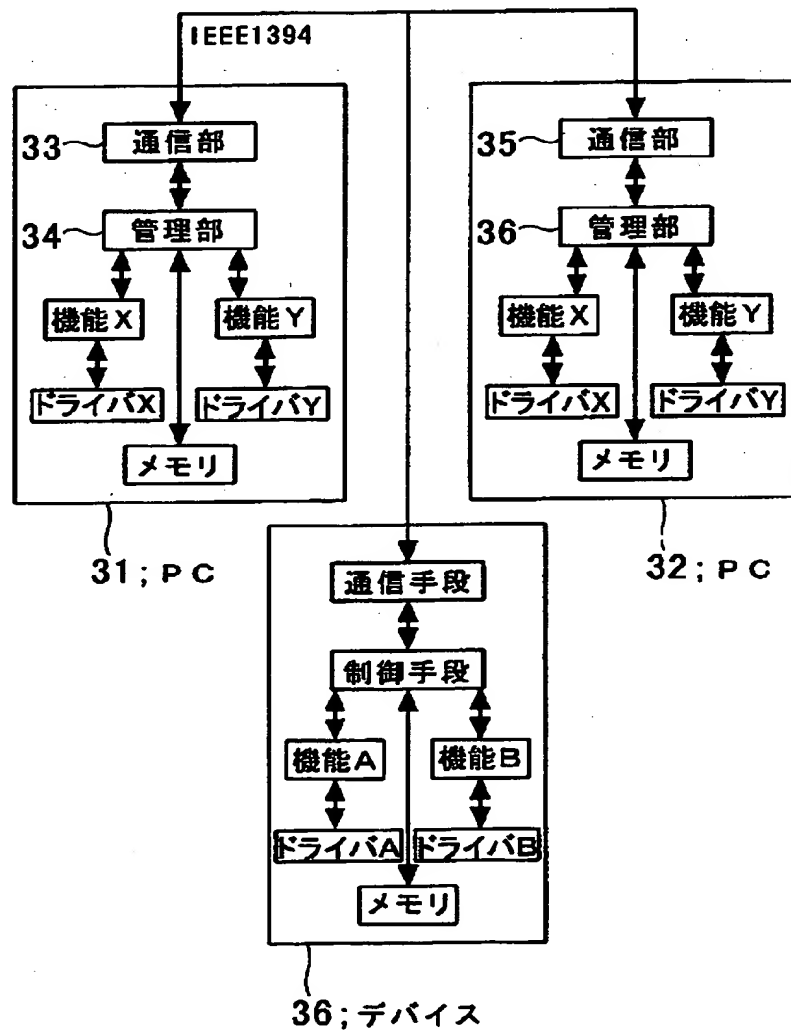 IEEE1394
33
通信部
34
管理部
機能X
機能Y
ドライバX
ドライバY
メモリ
31;PC
35
通信部
36
管理部
機能X
機能Y
ドライバX
ドライバY
メモリ
32;PC
通信手段
制御手段
機能A
機能B
ドライバA
ドライバB
メモリ
36;デバイス